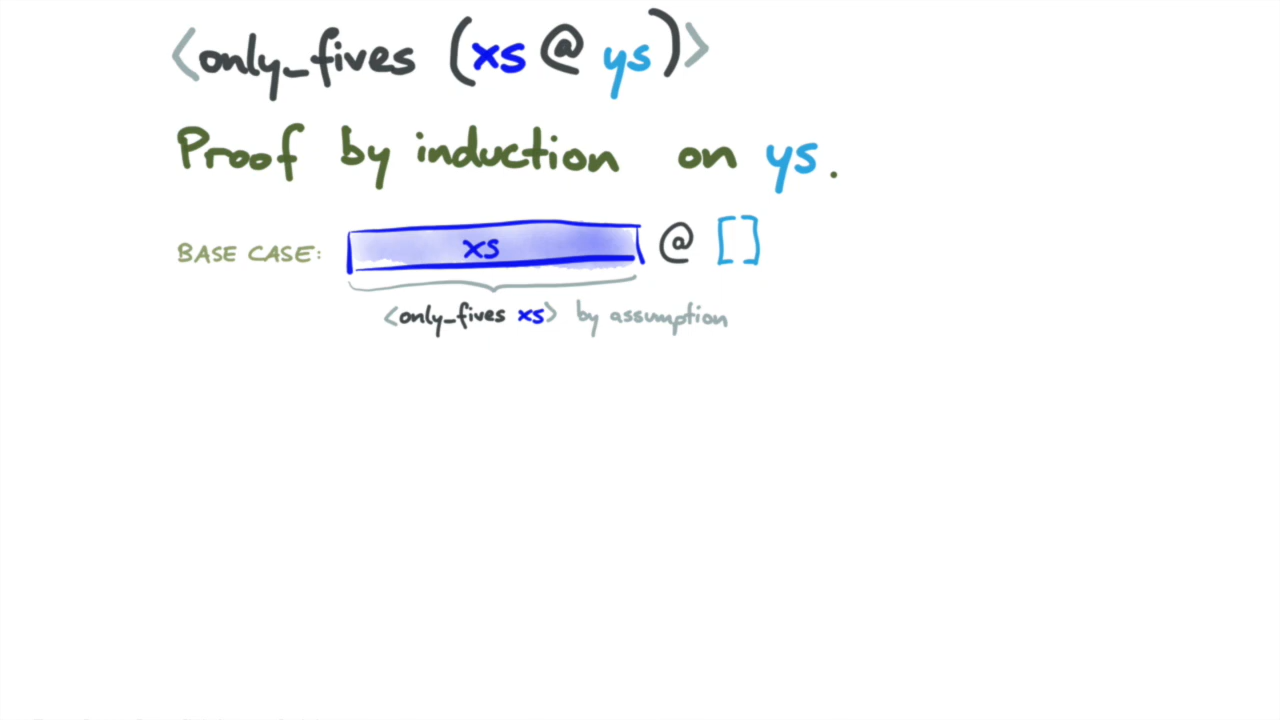 <only_fives (xs @ ys)>
Proof by induction on ys.
BASE CASE: xs @ []
<only_fives xs> by assumption